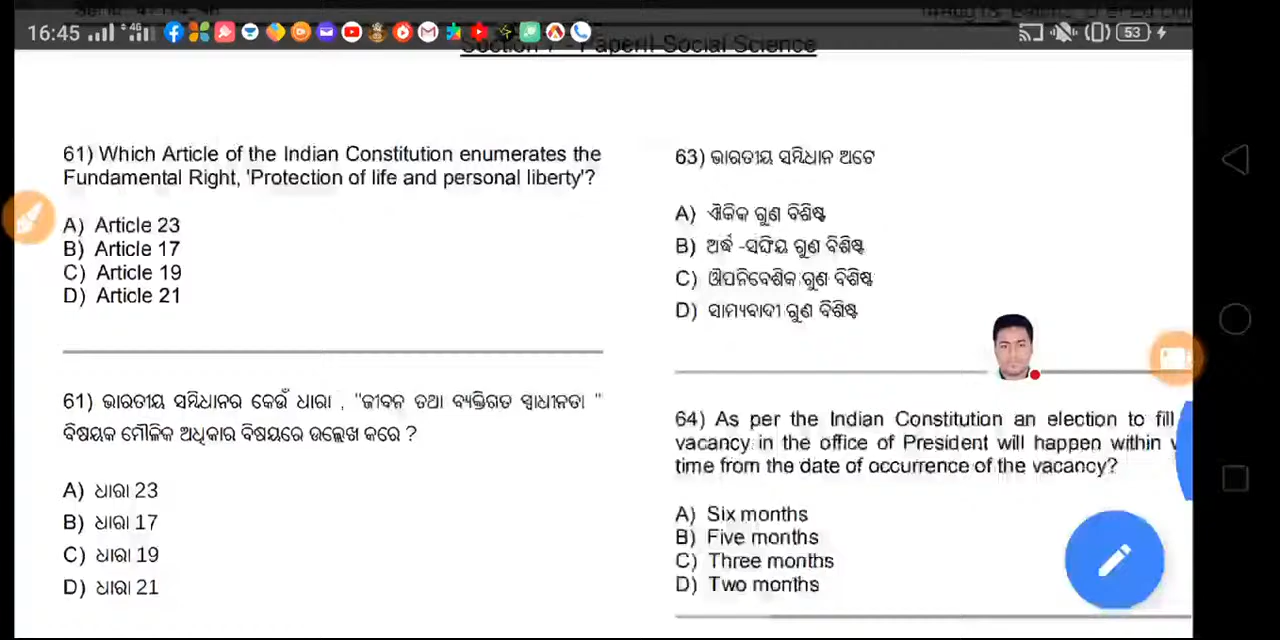 16:45
4G
53
Section 7 - PaperII Social Science
61) Which Article of the Indian Constitution enumerates the
Fundamental Right, 'Protection of life and personal liberty'?
A) Article 23
B) Article 17
C) Article 19
D) Article 21
61) ଭାରତୀୟ ସମ୍ବିଧାନର କେଉଁ ଧାରା , "ଜୀବନ ତଥା ବ୍ୟକ୍ତିଗତ ସ୍ୱାଧୀନତା "
ବିଷୟକ ମୌଳିକ ଅଧିକାର ବିଷୟରେ ଉଲ୍ଲେଖ କରେ ?
A) ଧାରା 23
B) ଧାରା 17
C) ଧାରା 19
D) ଧାରା 21
63) ଭାରତୀୟ ସମ୍ବିଧାନ ଅଟେ
A) ଐକିକ ଗୁଣ ବିଶିଷ୍ଟ
B) ଅର୍ଦ୍ଧ -ସଙ୍ଘିୟ ଗୁଣ ବିଶିଷ୍ଟ
C) ଔପନିବେଶିକ ଗୁଣ ବିଶିଷ୍ଟ
D) ସାମ୍ୟବାଦୀ ଗୁଣ ବିଶିଷ୍ଟ
64) As per the Indian Constitution an election to fill
vacancy in the office of President will happen within
time from the date of occurrence of the vacancy?
A) Six months
B) Five months
C) Three months
D) Two months